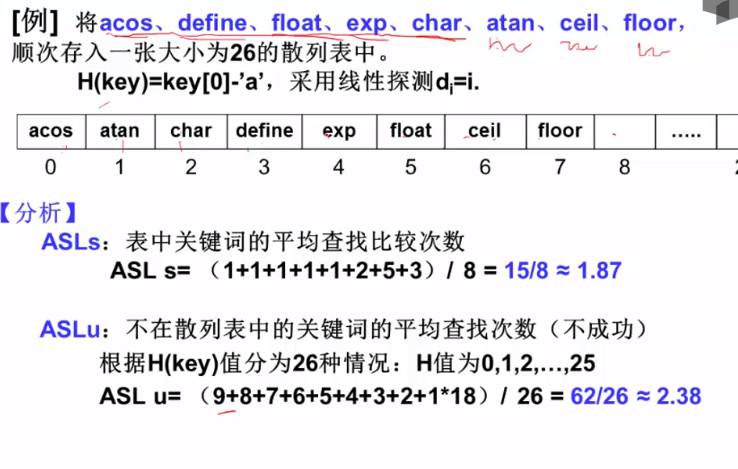 [例] 将acos、define、float、exp、char、atan、ceil、floor，
顺次存入一张大小为26的散列表中。
H(key)=key[0]-’a’，采用线性探测di=i.
acos atan char define exp float ceil floor .....
0 1 2 3 4 5 6 7 8
【分析】
ASLs：表中关键词的平均查找比较次数
ASL s= （1+1+1+1+1+2+5+3）/ 8 = 15/8 ≈ 1.87
ASLu：不在散列表中的关键词的平均查找次数（不成功）
根据H(key)值分为26种情况：H值为0,1,2,…,25
ASL u= （9+8+7+6+5+4+3+2+1*18）/ 26 = 62/26 ≈ 2.38